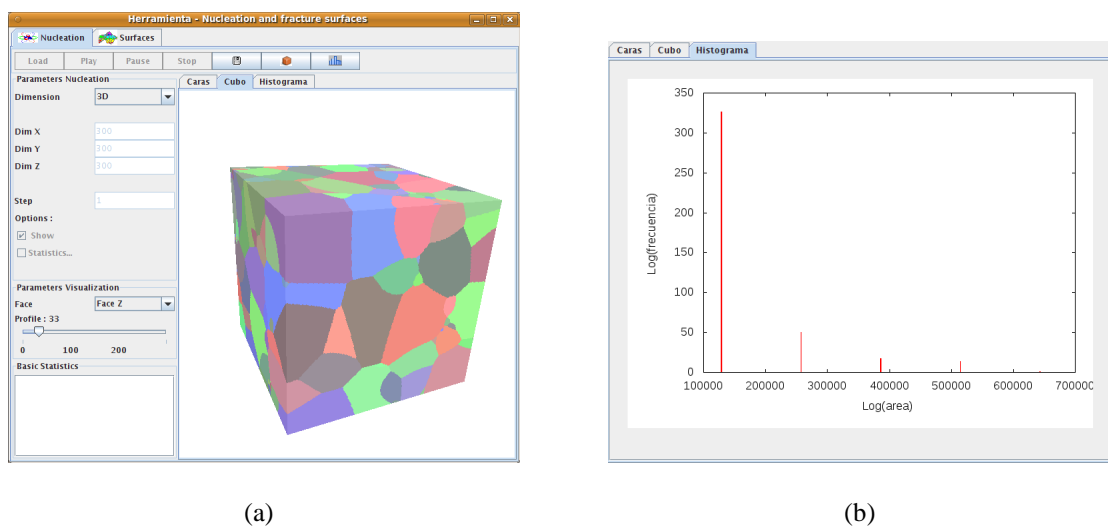 Herramienta - Nucleation and fracture surfaces
Nucleation Surfaces
Load Play Pause Stop
Parameters Nucleation
Dimension 3D
Dim X 300
Dim Y 300
Dim Z 300
Step 1
Options :
Show
Statistics...
Parameters Visualization
Face Face Z
Profile : 33
0 100 200
Basic Statistics
Caras Cubo Histograma
(a)
Caras Cubo Histograma
350
300
250
200
150
100
50
0
Log(frecuencia)
100000 200000 300000 400000 500000 600000 700000
Log(area)
(b)